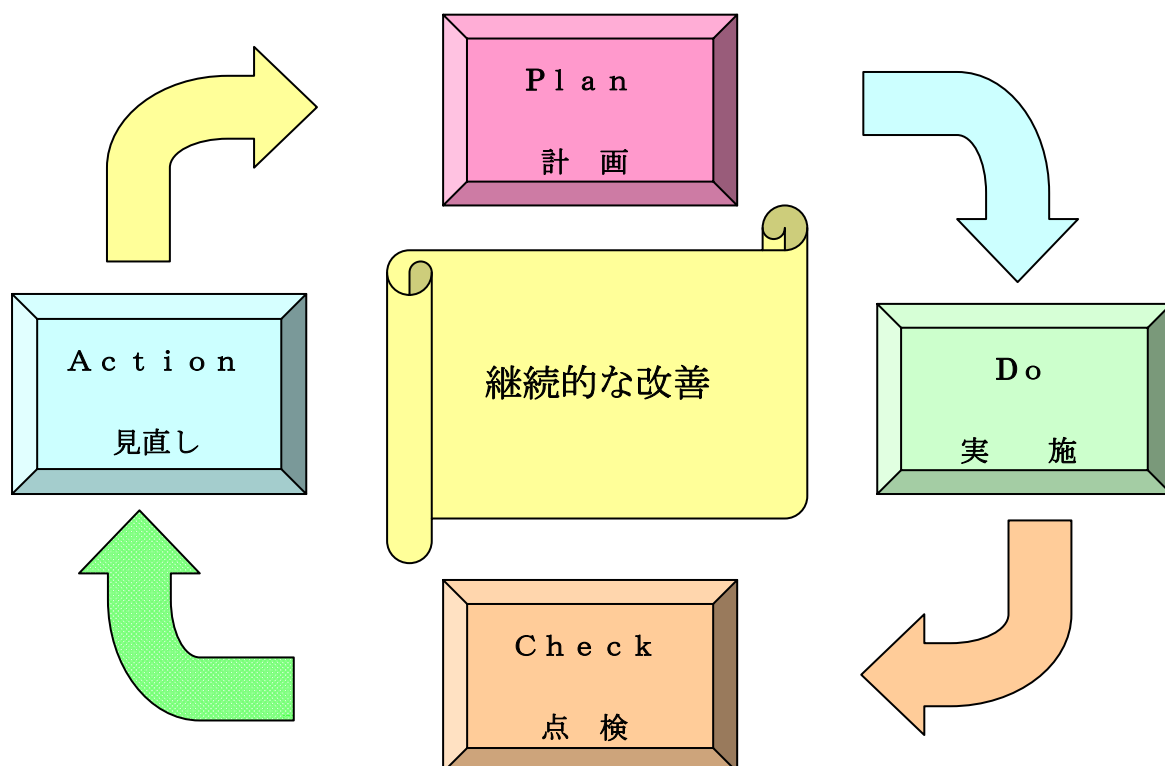 Ｐｌａｎ
計　画
Ａｃｔｉｏｎ
見直し
継続的な改善
Ｄｏ
実　　施
Ｃｈｅｃｋ
点　検